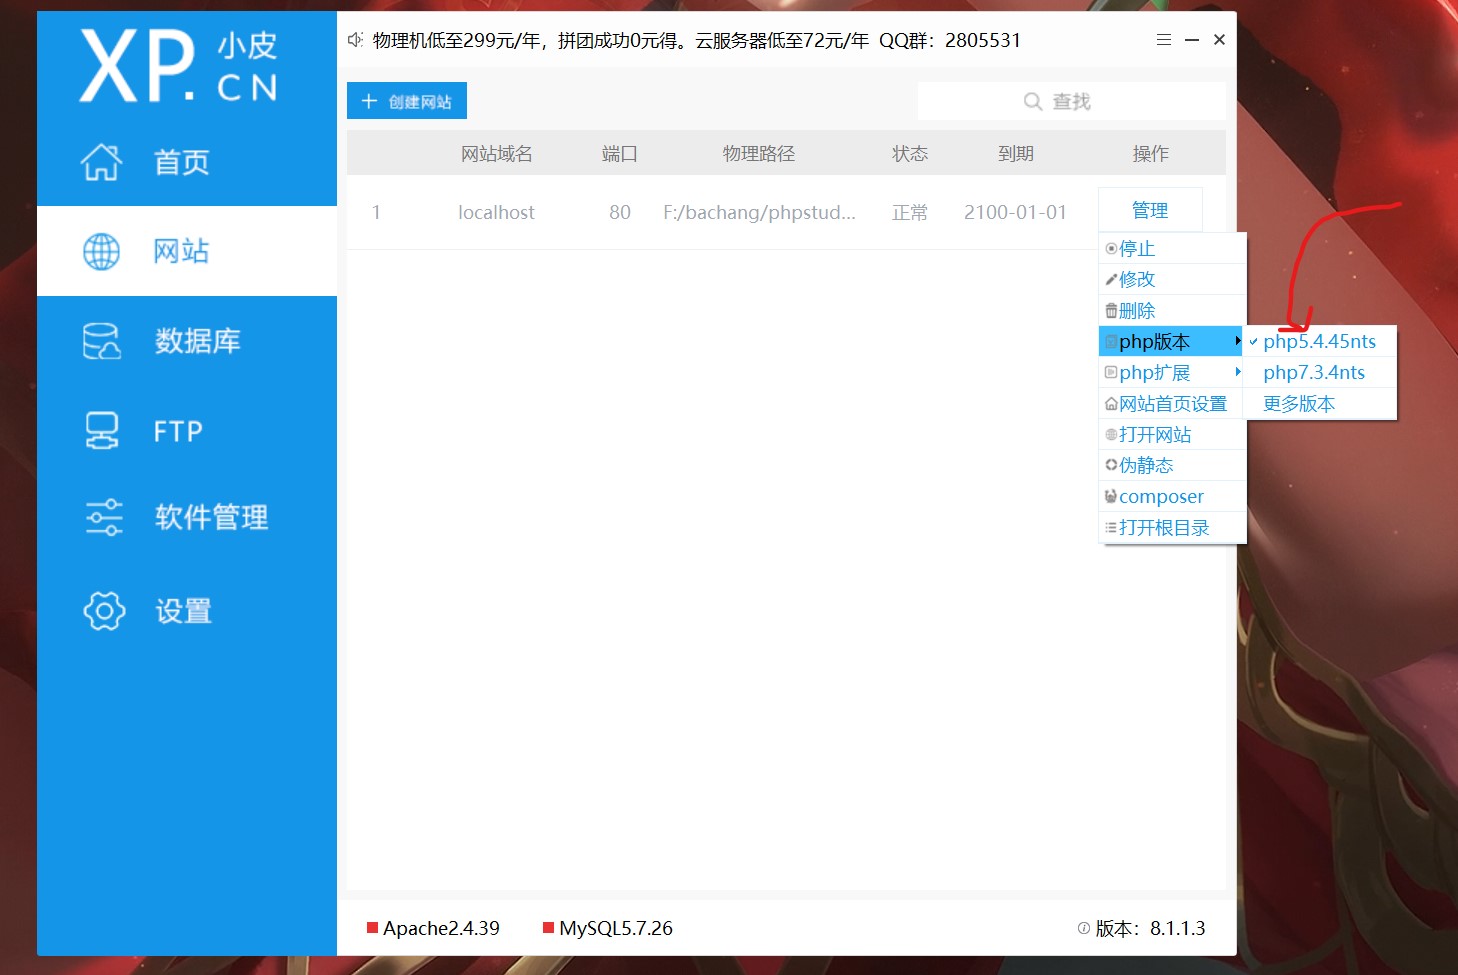 XP.小皮CN
物理机低至299元/年，拼团成功0元得。云服务器低至72元/年 QQ群：2805531
首页
网站
数据库
FTP
软件管理
设置
创建网站
查找
网站域名 端口 物理路径 状态 到期 操作
1 localhost 80 F:/bachang/phpstud... 正常 2100-01-01 管理
停止
修改
删除
php版本
php扩展
网站首页设置
打开网站
伪静态
composer
打开根目录
php5.4.45nts
php7.3.4nts
更多版本
Apache2.4.39 MySQL5.7.26 版本：8.1.1.3